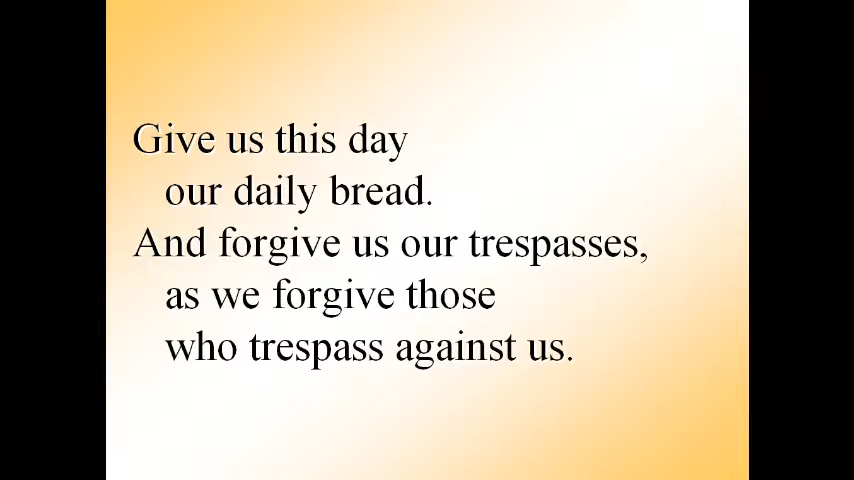 Give us this day
our daily bread.
And forgive us our trespasses,
as we forgive those
who trespass against us.